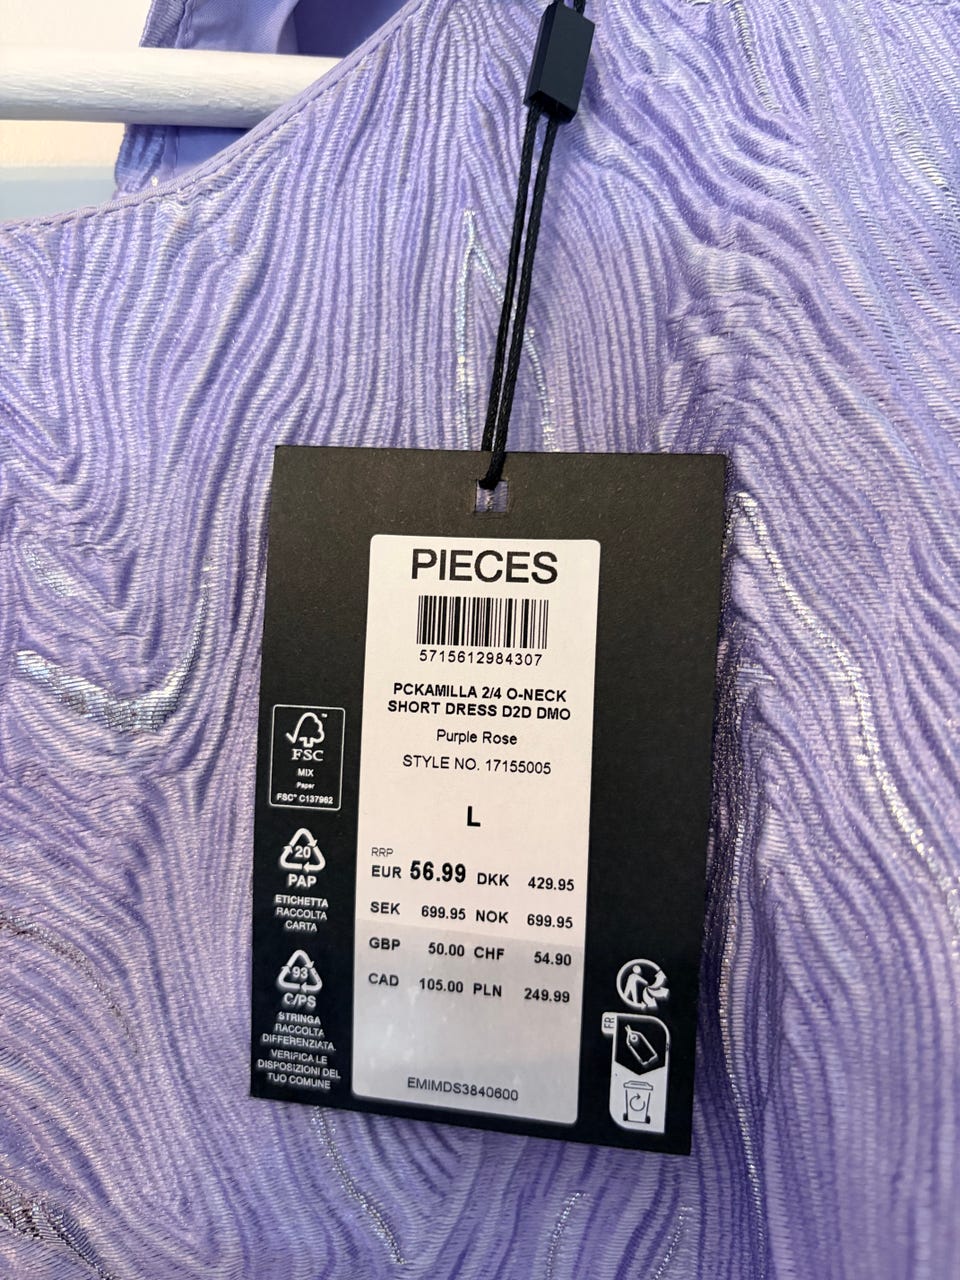 PIECES
5715612984307
PCKAMILLA 2/4 O-NECK
SHORT DRESS D2D DMO
Purple Rose
STYLE NO. 17155005
L
RRP
EUR 56.99 DKK 429.95
SEK 699.95 NOK 699.95
GBP 50.00 CHF 54.90
CAD 105.00 PLN 249.99
EMIMDS3840600
FSC
MIX
Paper
FSC® C137962
20
PAP
ETICHETTA
RACCOLTA
CARTA
93
C/PS
STRINGA
RACCOLTA
DIFFERENZIATA.
VERIFICA LE
DISPOSIZIONI DEL
TUO COMUNE
FR